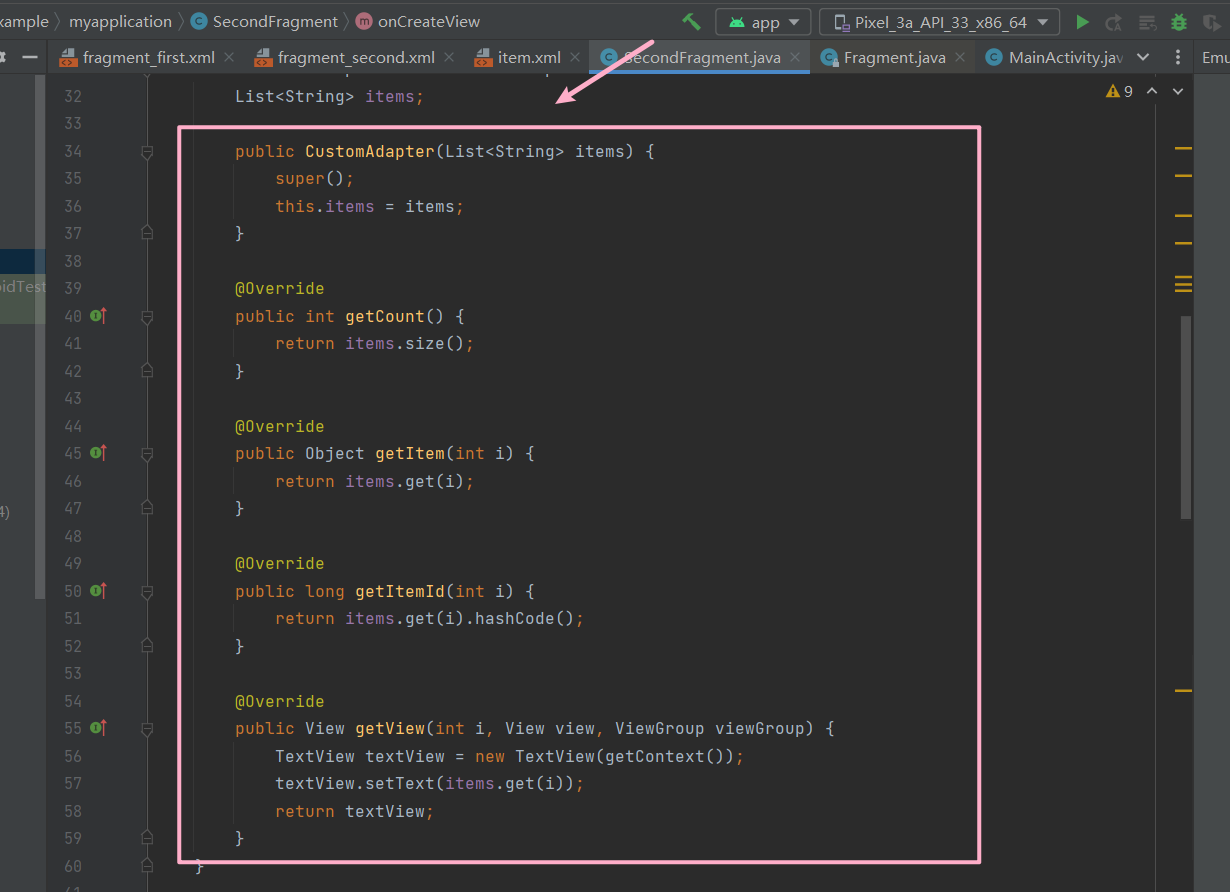 myapplication SecondFragment onCreateView app Pixel_3a_API_33_x86_64
fragment_first.xml fragment_second.xml item.xml SecondFragment.java Fragment.java MainActivity.jav Emu
9
32 List<String> items;
33
34 public CustomAdapter(List<String> items) {
35 super();
36 this.items = items;
37 }
38
39 @Override
40 public int getCount() {
41 return items.size();
42 }
43
44 @Override
45 public Object getItem(int i) {
46 return items.get(i);
47 }
48
49 @Override
50 public long getItemId(int i) {
51 return items.get(i).hashCode();
52 }
53
54 @Override
55 public View getView(int i, View view, ViewGroup viewGroup) {
56 TextView textView = new TextView(getContext());
57 textView.setText(items.get(i));
58 return textView;
59 }
60 }